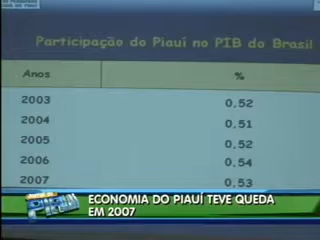 Participação do Piauí no PIB do Brasil
Anos %
2003 0,52
2004 0,51
2005 0,52
2006 0,54
2007 0,53
ECONOMIA DO PIAUÍ TEVE QUEDA
EM 2007